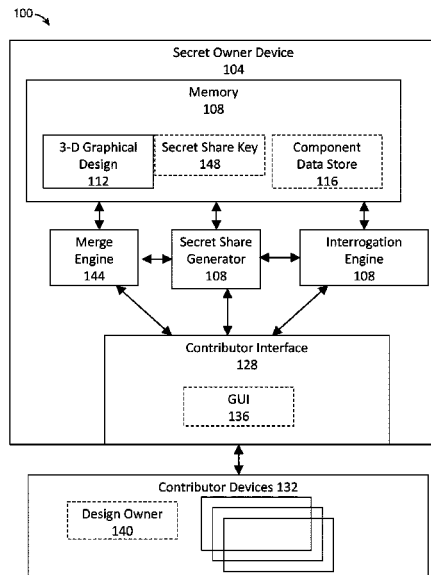 100
Secret Owner Device
104
Memory
108
3-D Graphical
Design
112
Secret Share Key
148
Component
Data Store
116
Merge
Engine
144
Secret Share
Generator
108
Interrogation
Engine
108
Contributor Interface
128
GUI
136
Contributor Devices 132
Design Owner
140